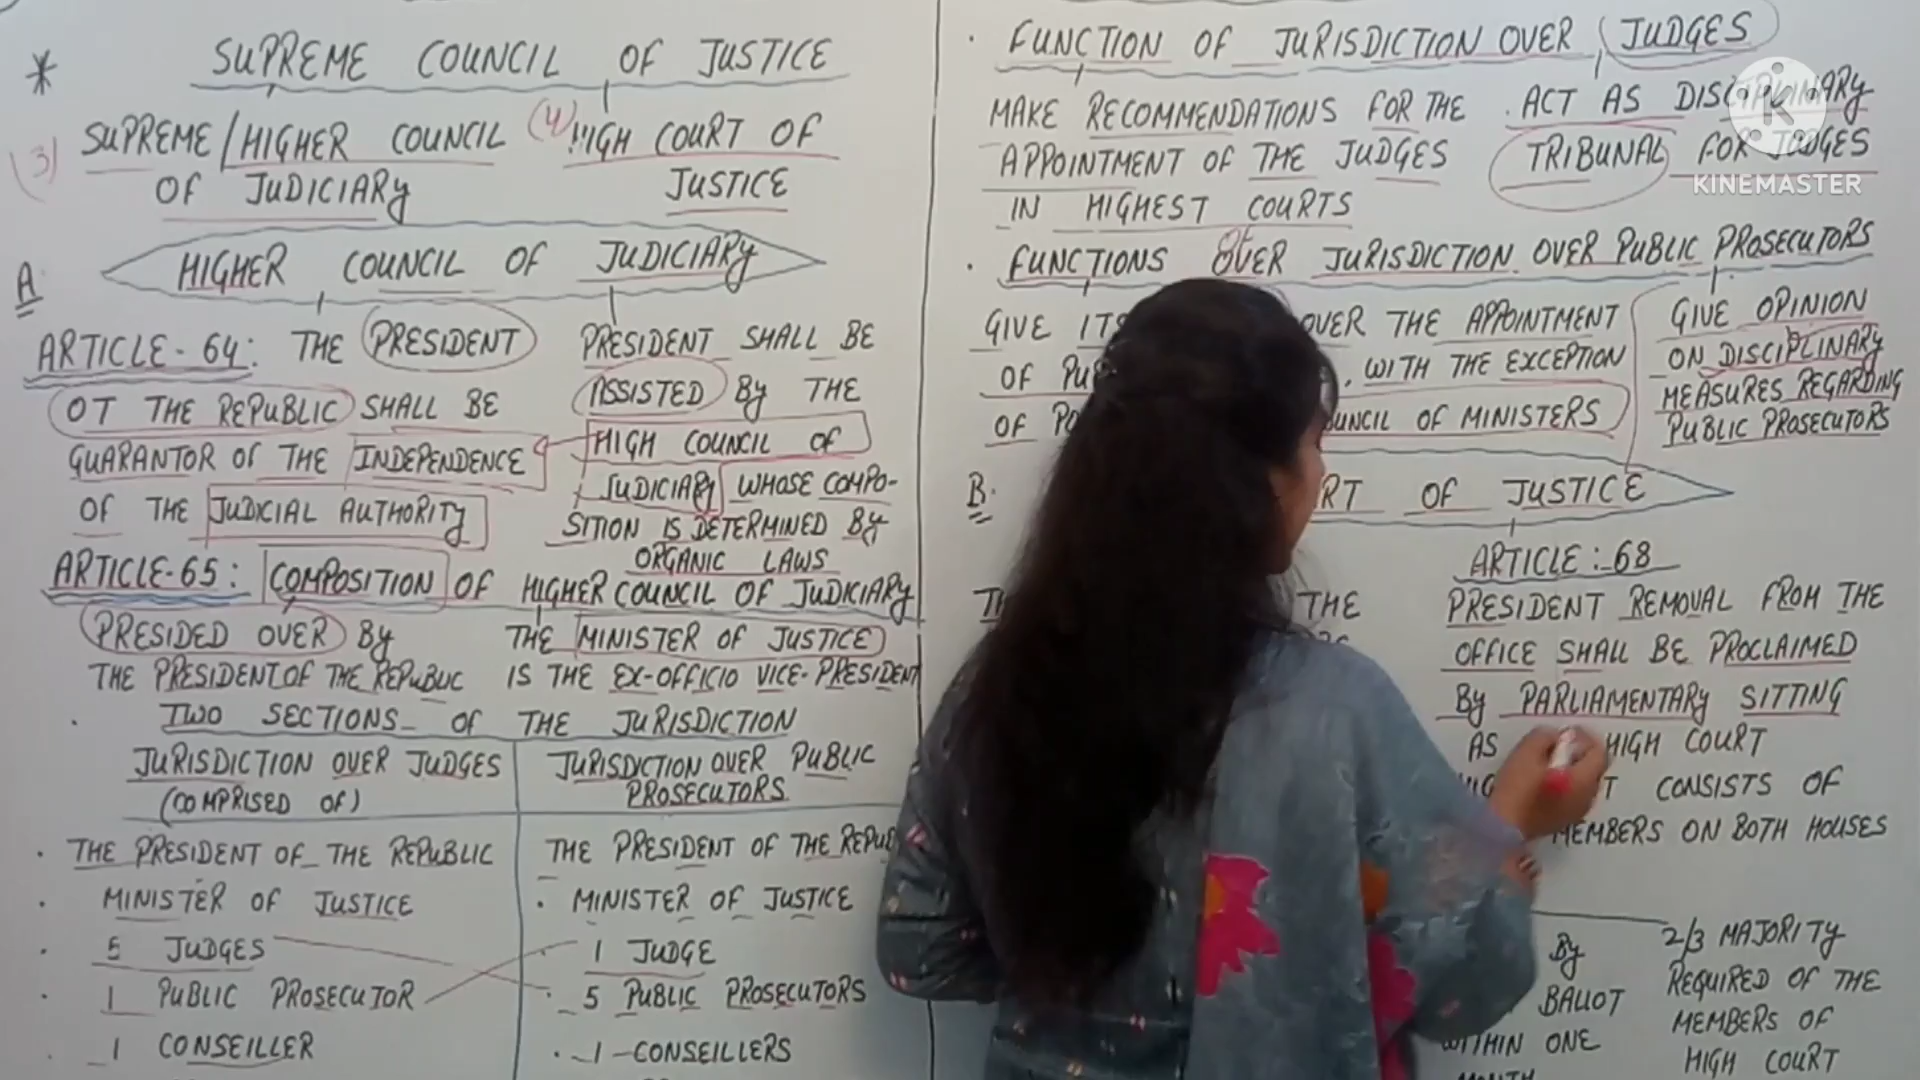 * SUPREME COUNCIL OF JUSTICE
(3) SUPREME/HIGHER COUNCIL
OF JUDICIARY
(4) HIGH COURT OF
JUSTICE
A. HIGHER COUNCIL OF JUDICIARY
ARTICLE-64: THE PRESIDENT
OT THE REPUBLIC SHALL BE
GUARANTOR OF THE INDEPENDENCE
OF THE JUDICIAL AUTHORITY
PRESIDENT SHALL BE
ASSISTED By THE
HIGH COUNCIL OF
JUDICIARy WHOSE COMPO-
SITION IS DETERMINED By
ORGANIC LAWS
ARTICLE-65: COMPOSITION OF HIGHER COUNCIL OF JUDICIARY
PRESIDED OVER By
THE PRESIDENT OF THE REPUBLIC
THE MINISTER OF JUSTICE
IS THE EX-OFFICIO VICE-PRESIDENT
. TWO SECTIONS OF THE JURISDICTION
JURISDICTION OVER JUDGES
(COMPRISED OF)
. THE PRESIDENT OF THE REPUBLIC
. MINISTER OF JUSTICE
. 5 JUDGES
. 1 PUBLIC PROSECUTOR
. 1 CONSEILLER
JURISDCTION OVER PUBLIC
PROSECUTORS
THE PRESIDENT OF THE
. MINISTER OF JUSTICE
. 1 JUDGE
. 5 PUBLIC PROSECUTORS
. 1 - CONSEILLERS
. FUNCTION OF JURISDICTION OVER JUDGES
MAKE RECOMMENDATIONS FOR THE
APPOINTMENT OF THE JUDGES
IN HIGHEST COURTS
. ACT AS DISCIPLINARY
TRIBUNAL FOR JUDGES
KINEMASTER
. FUNCTIONS OVER JURISDICTION OVER PUBLIC PROSECUTORS
GIVE OVER THE APPOINTMENT
OF , WITH THE EXCEPTION
OF OF MINISTERS
GIVE OPINION
ON DISCIPLINARY
MEASURES REGARDING
PUBLIC PROSECUTORS
B. OF JUSTICE
THE
ARTICLE:-68
PRESIDENT REMOVAL FROM THE
OFFICE SHALL BE PROCLAIMED
By PARLIAMENTARy SITTING
AS HIGH COURT
CONSISTS OF
MEMBERS ON BOTH HOUSES
By
BALLOT
WITHIN ONE
MONTH
2/3 MAJORITY
REQUIRED OF THE
MEMBERS OF
HIGH COURT